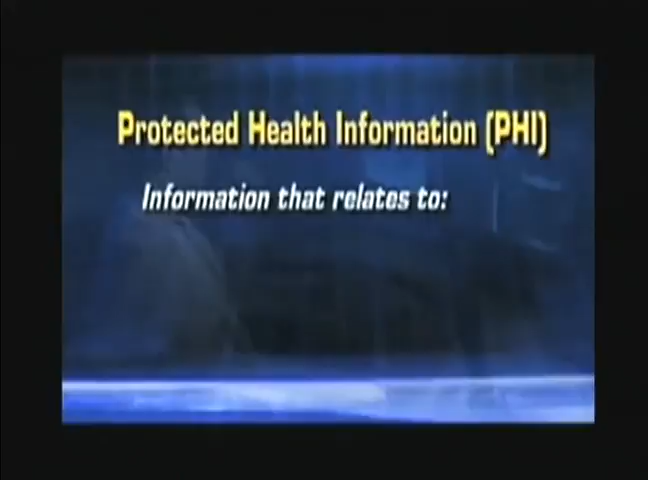 Protected Health Information (PHI)
Information that relates to: